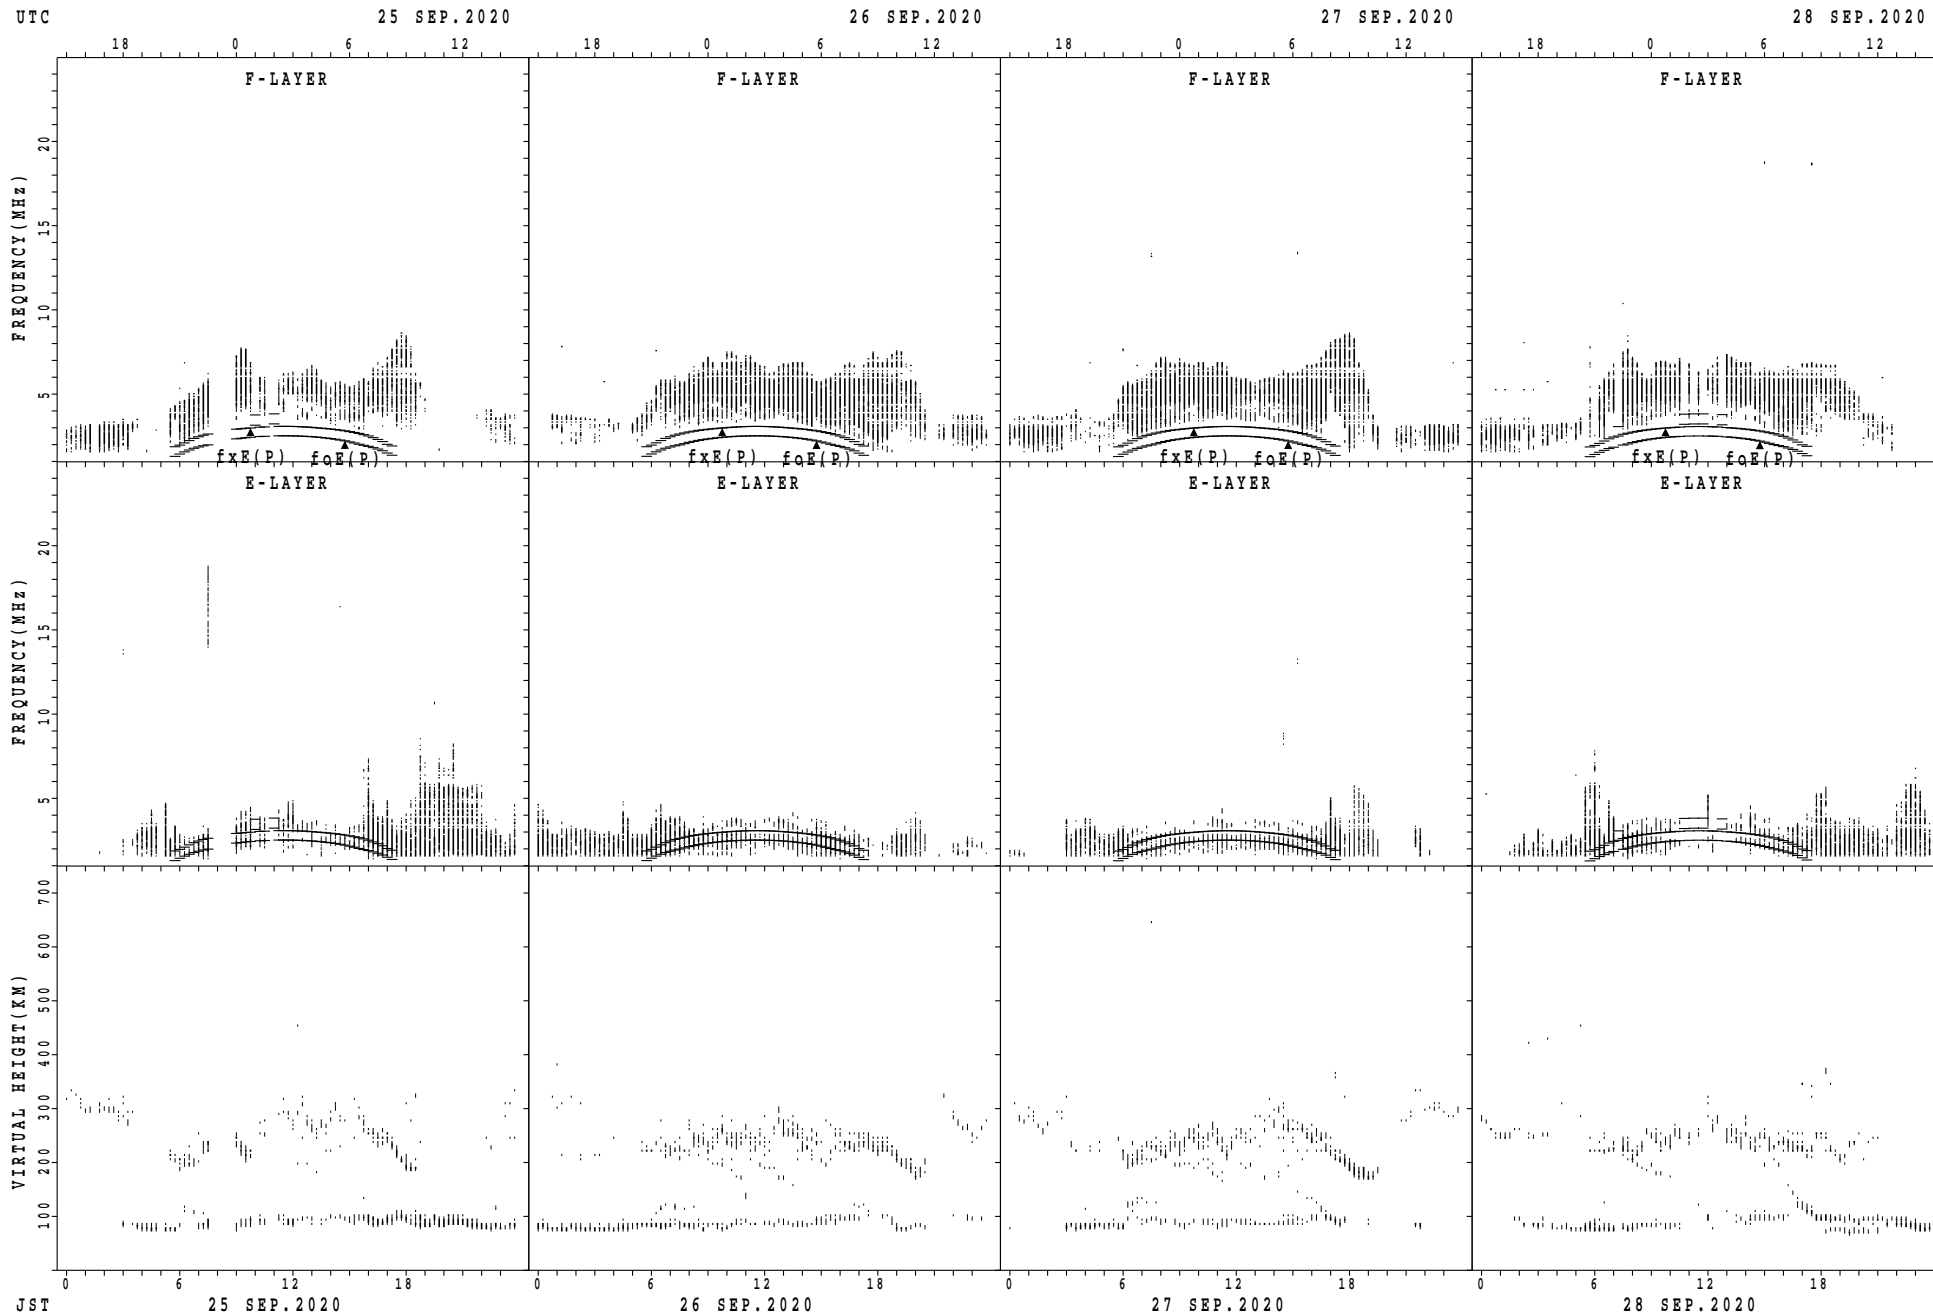 UTC 25 SEP.2020 26 SEP.2020 27 SEP.2020 28 SEP.2020
18 0 6 12 18 0 6 12 18 0 6 12 18 0 6 12
F-LAYER F-LAYER F-LAYER F-LAYER
FREQUENCY(MHz)
20
15
10
5
fxE(P) foE(P) fxE(P) foE(P) fxE(P) foE(P) fxE(P) foE(P)
E-LAYER E-LAYER E-LAYER E-LAYER
FREQUENCY(MHz)
20
15
10
5
VIRTUAL HEIGHT(KM)
700
600
500
400
300
200
100
0 6 12 18 0 6 12 18 0 6 12 18 0 6 12 18
JST 25 SEP.2020 26 SEP.2020 27 SEP.2020 28 SEP.2020